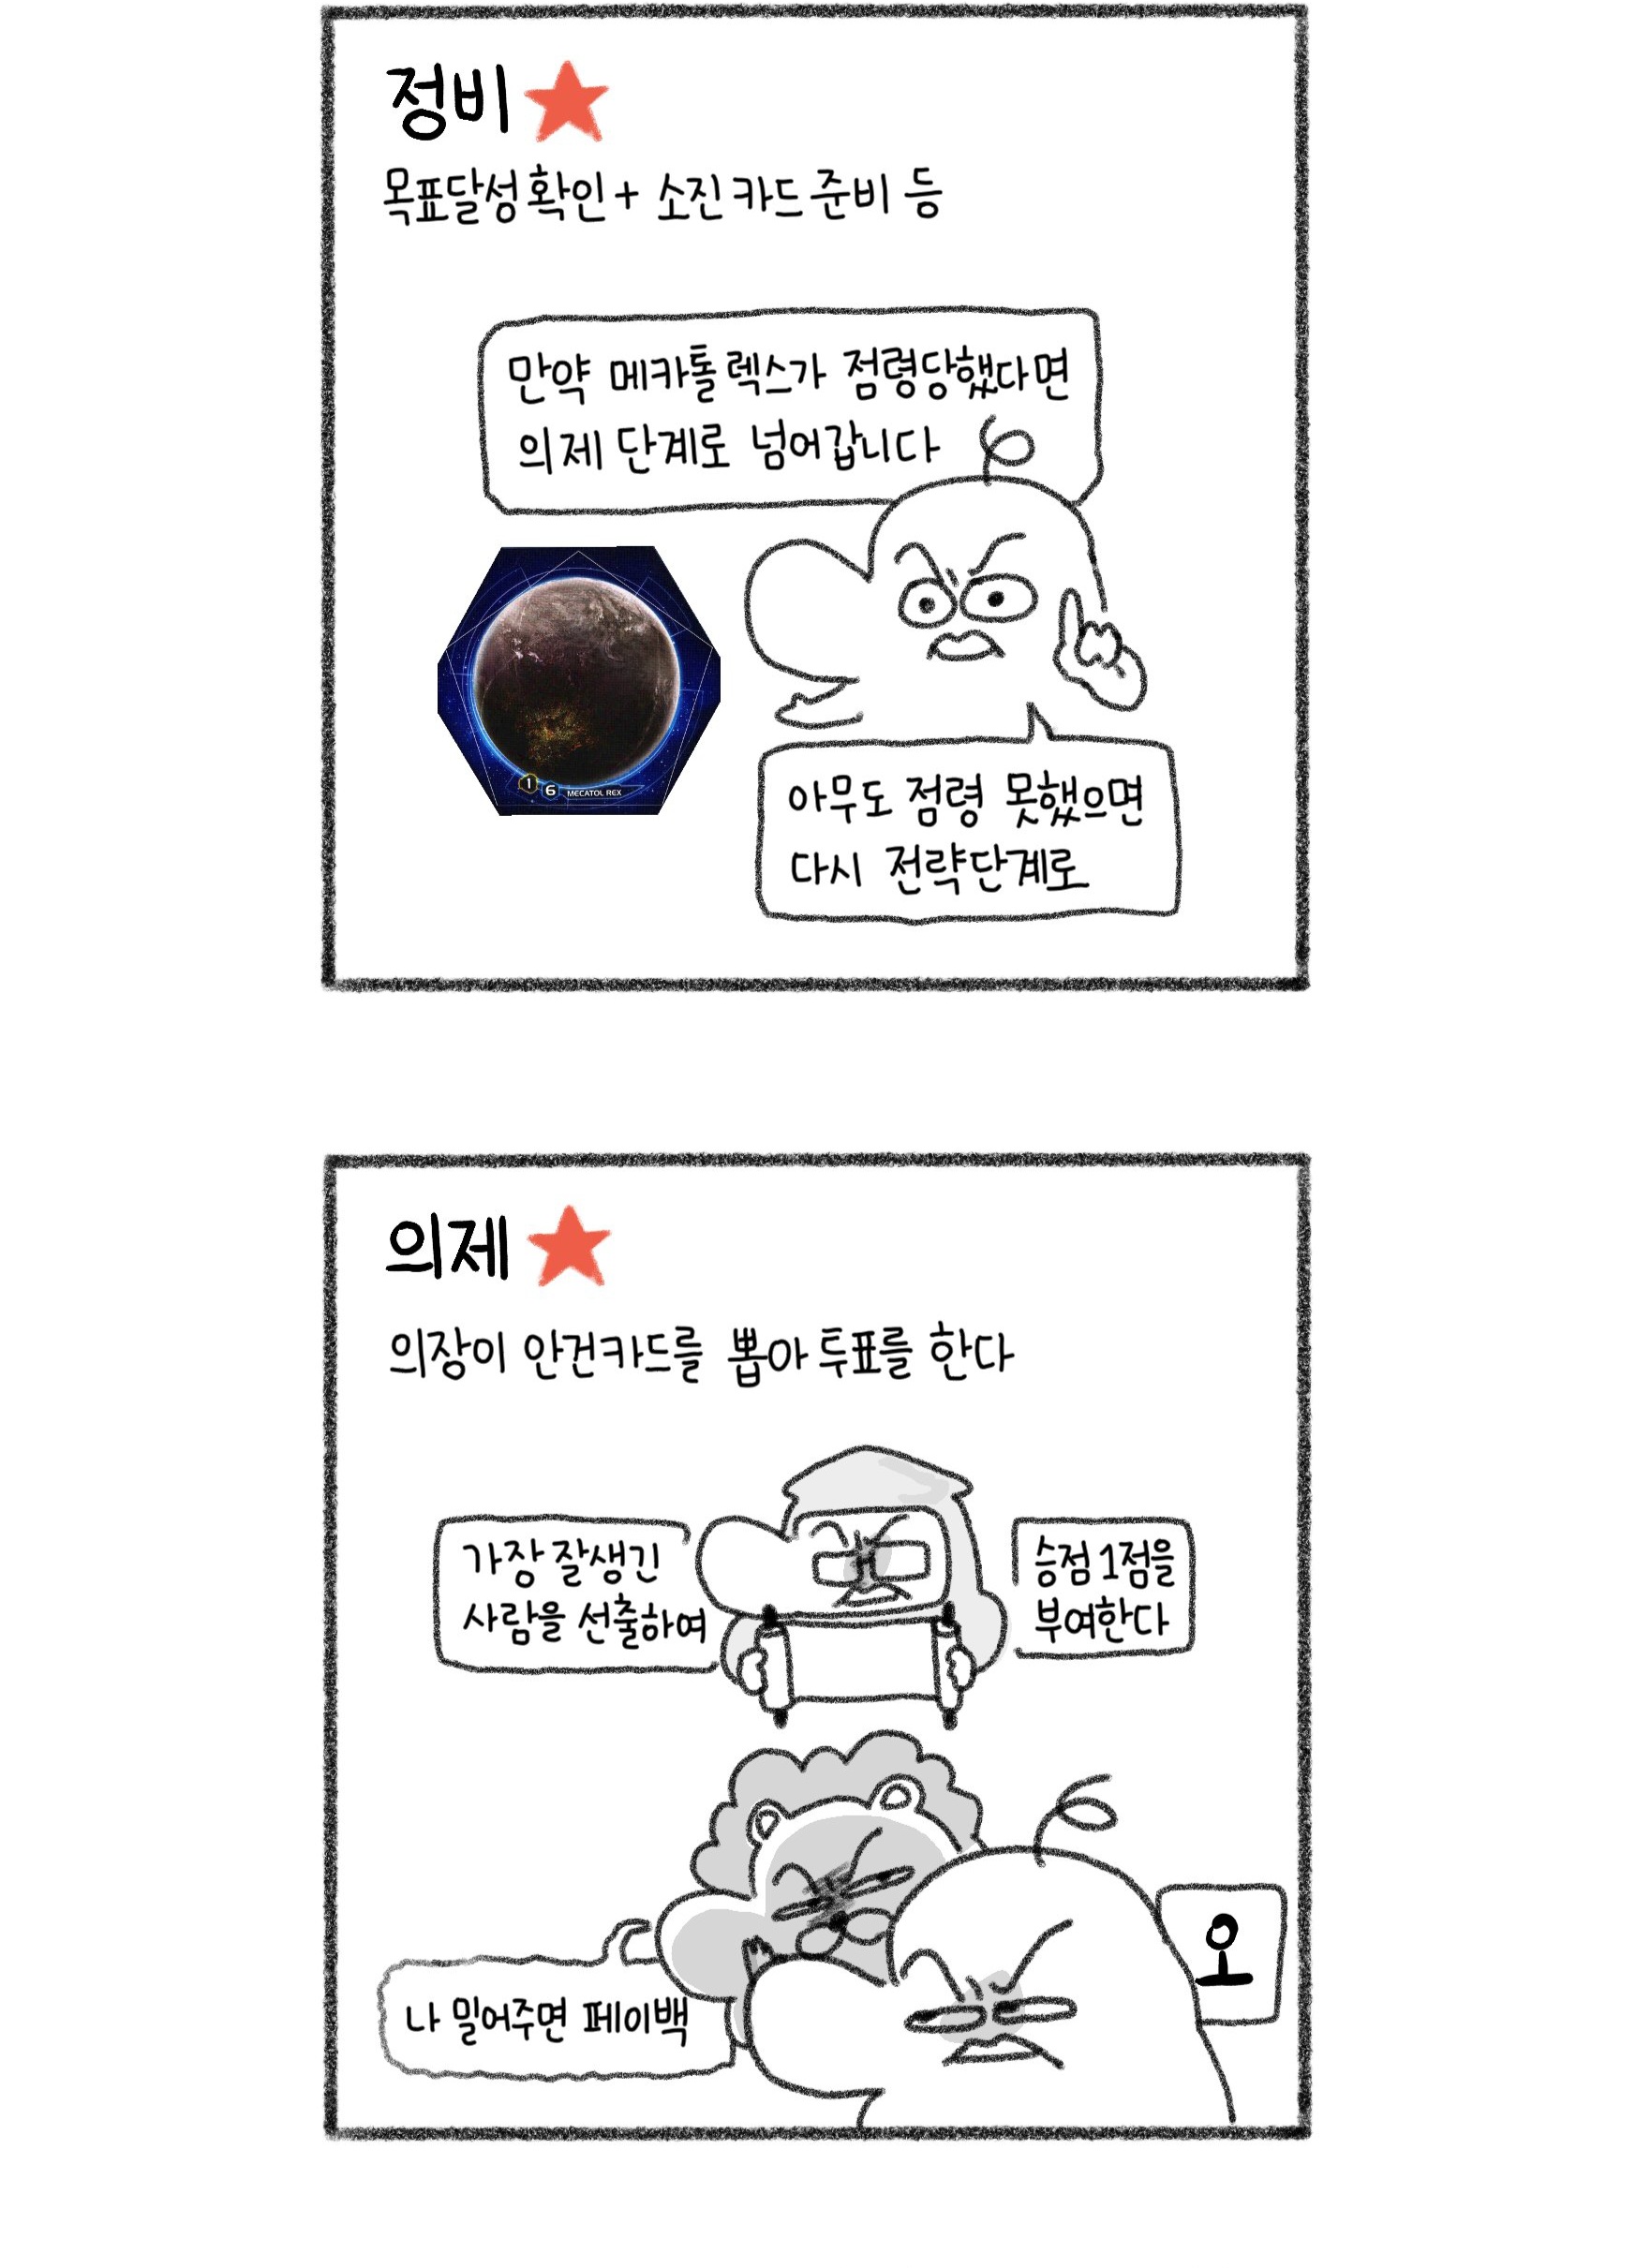 정비
목표달성 확인 + 소진 카드 준비 등
만약 메카톨 렉스가 점령당했다면
의제 단계로 넘어갑니다
1
6
MECATOL REX
아무도 점령 못했으면
다시 전략단계로
의제
의장이 안건카드를 뽑아 투표를 한다
가장 잘생긴
사람을 선출하여
승점 1점을
부여한다
오
나 밀어주면 페이백